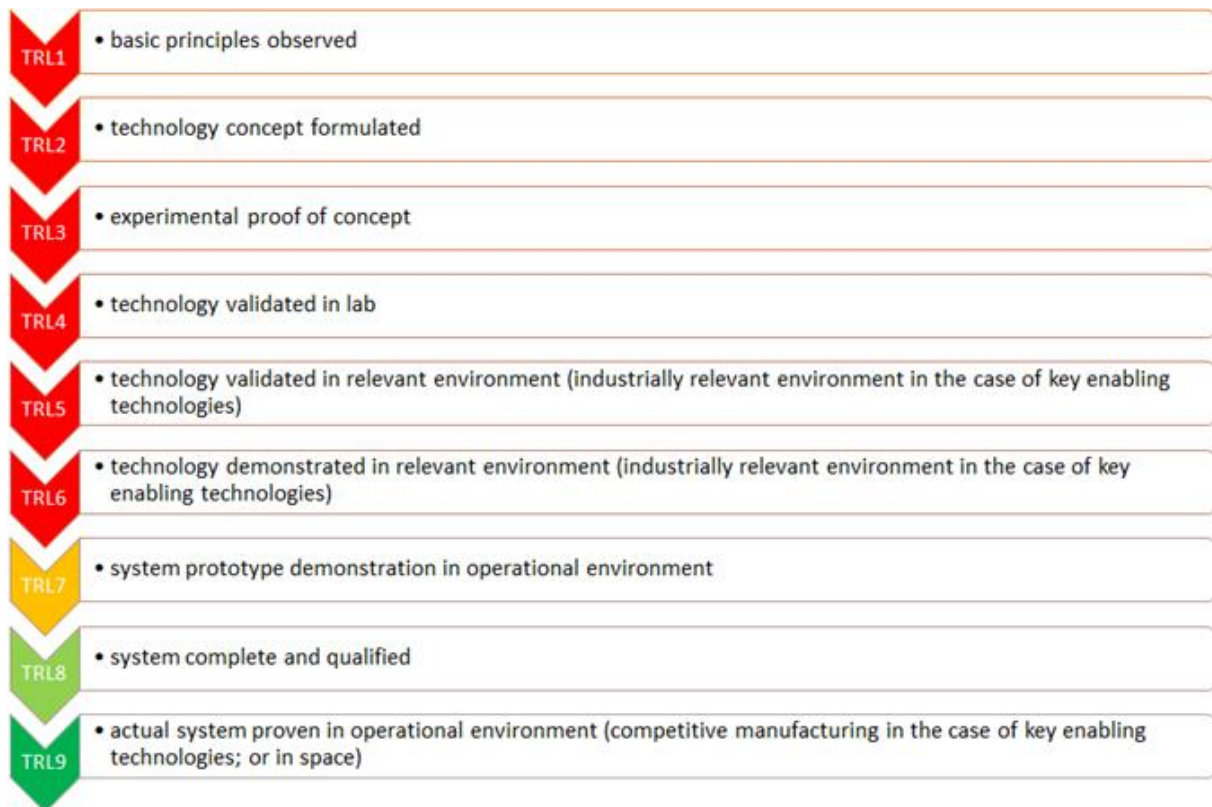 TRL1
• basic principles observed
TRL2
• technology concept formulated
TRL3
• experimental proof of concept
TRL4
• technology validated in lab
TRL5
• technology validated in relevant environment (industrially relevant environment in the case of key enabling
technologies)
TRL6
• technology demonstrated in relevant environment (industrially relevant environment in the case of key
enabling technologies)
TRL7
• system prototype demonstration in operational environment
TRL8
• system complete and qualified
TRL9
• actual system proven in operational environment (competitive manufacturing in the case of key enabling
technologies; or in space)